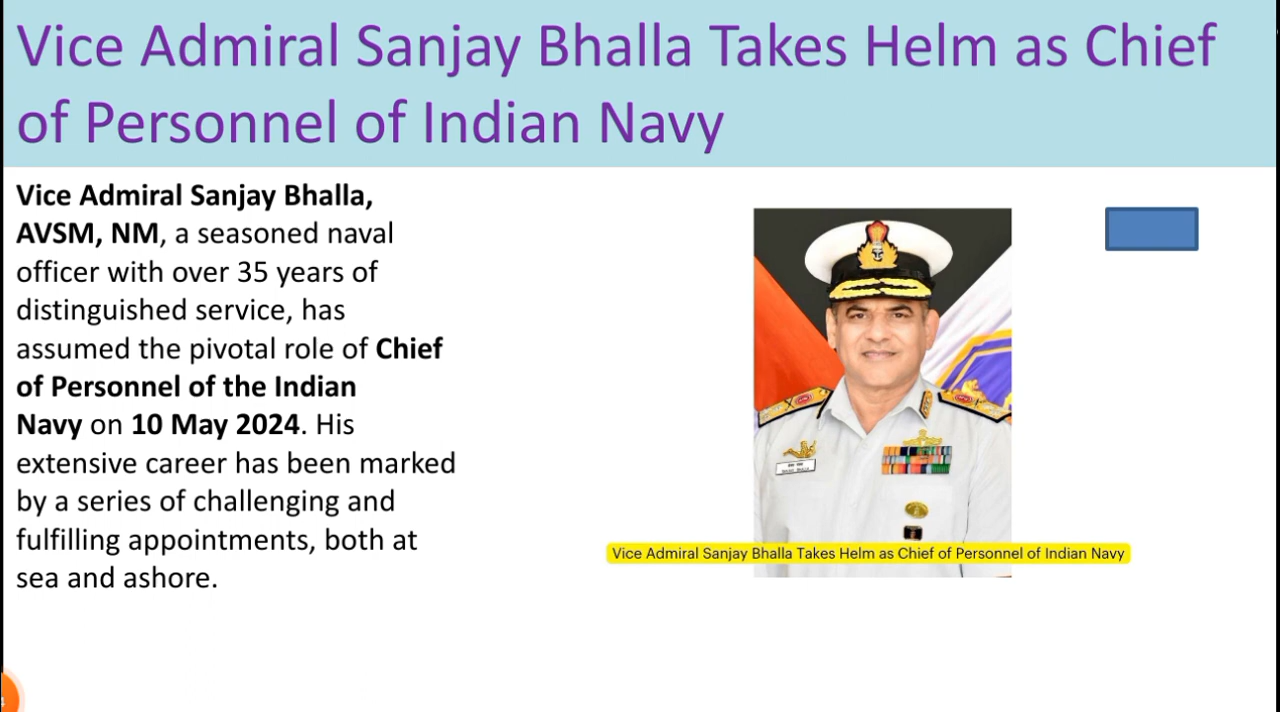 Vice Admiral Sanjay Bhalla Takes Helm as Chief
of Personnel of Indian Navy
Vice Admiral Sanjay Bhalla,
AVSM, NM, a seasoned naval
officer with over 35 years of
distinguished service, has
assumed the pivotal role of Chief
of Personnel of the Indian
Navy on 10 May 2024. His
extensive career has been marked
by a series of challenging and
fulfilling appointments, both at
sea and ashore.
Vice Admiral Sanjay Bhalla Takes Helm as Chief of Personnel of Indian Navy